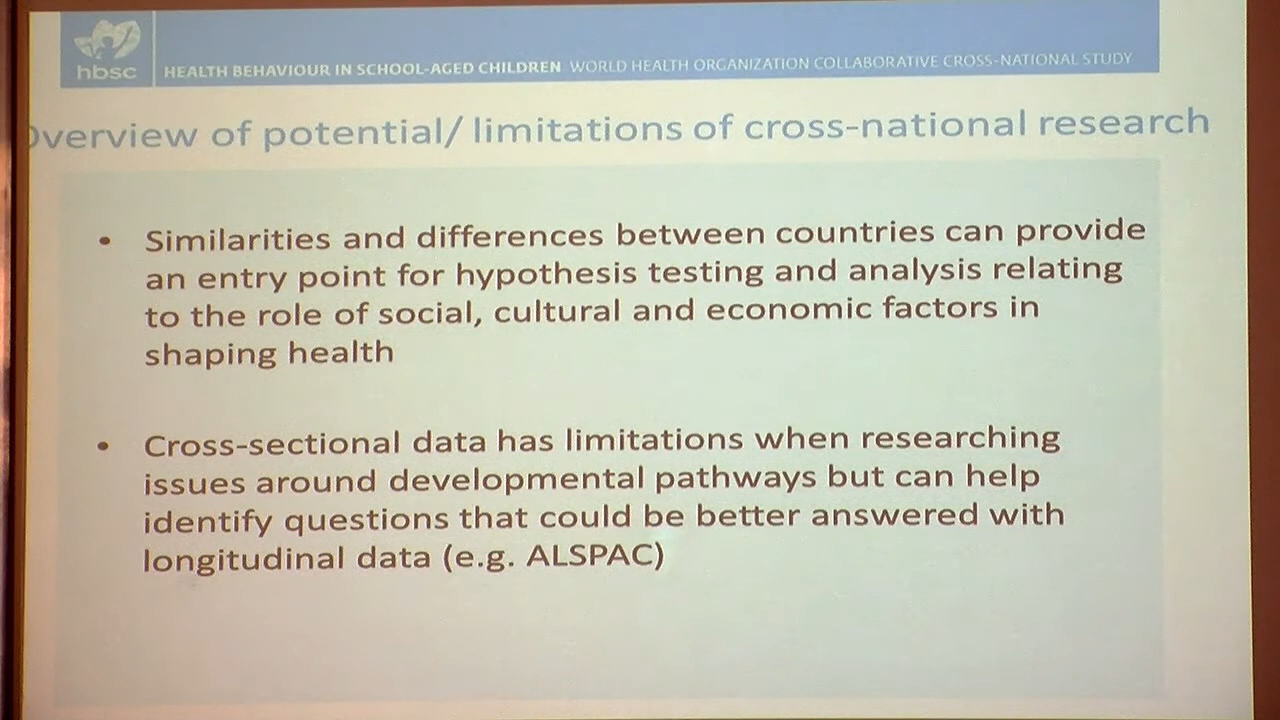 hbsc
HEALTH BEHAVIOUR IN SCHOOL-AGED CHILDREN WORLD HEALTH ORGANIZATION COLLABORATIVE CROSS-NATIONAL STUDY
Overview of potential/ limitations of cross-national research
• Similarities and differences between countries can provide
an entry point for hypothesis testing and analysis relating
to the role of social, cultural and economic factors in
shaping health
• Cross-sectional data has limitations when researching
issues around developmental pathways but can help
identify questions that could be better answered with
longitudinal data (e.g. ALSPAC)